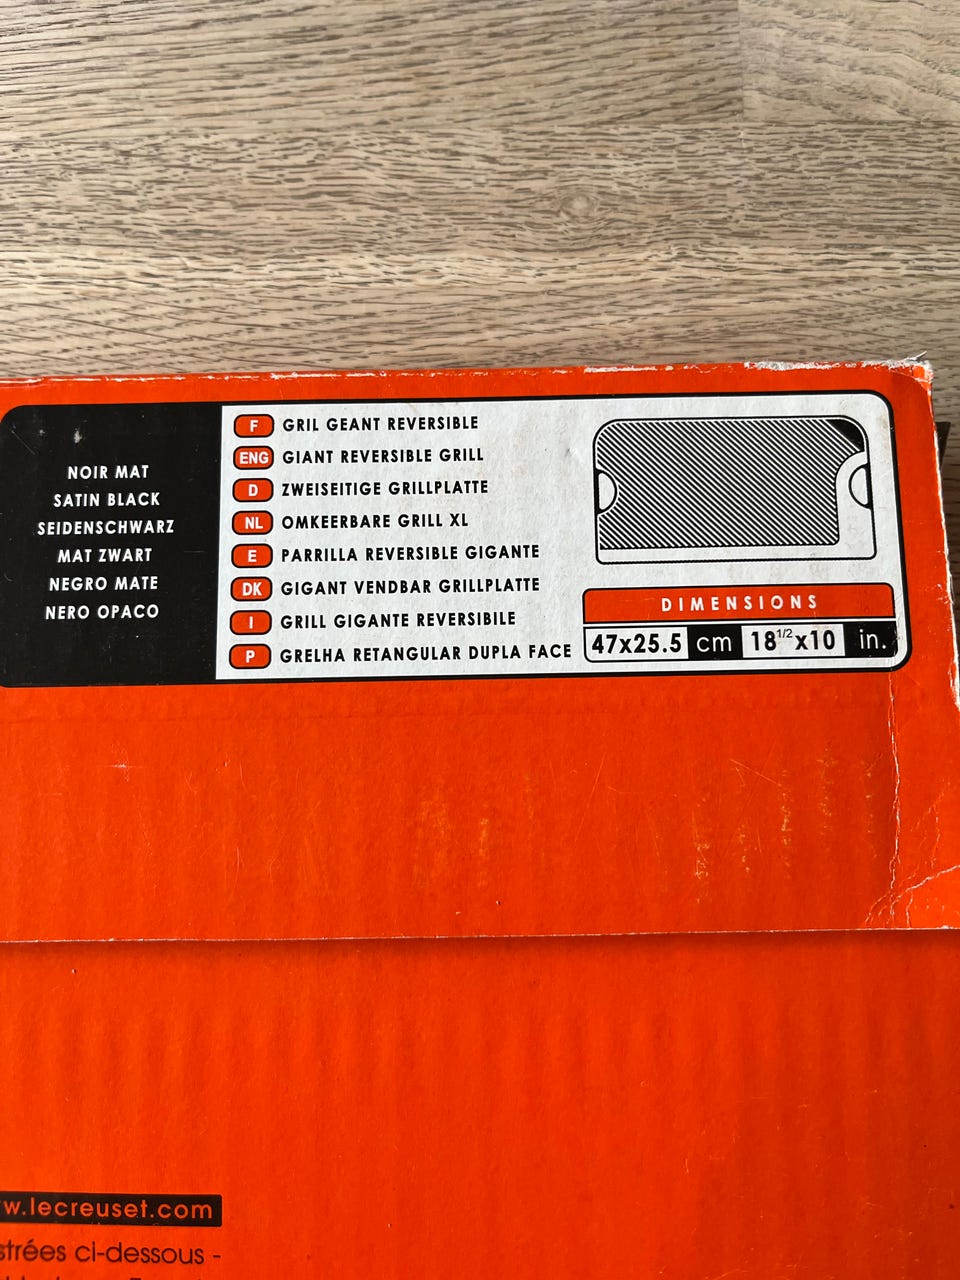 NOIR MAT
SATIN BLACK
SEIDENSCHWARZ
MAT ZWART
NEGRO MATE
NERO OPACO
F GRIL GEANT REVERSIBLE
ENG GIANT REVERSIBLE GRILL
D ZWEISEITIGE GRILLPLATTE
NL OMKEERBARE GRILL XL
E PARRILLA REVERSIBLE GIGANTE
DK GIGANT VENDBAR GRILLPLATTE
I GRILL GIGANTE REVERSIBILE
P GRELHA RETANGULAR DUPLA FACE
DIMENSIONS
47x25.5 cm 18 1/2 x10 in.
w.lecreuset.com
strées ci-dessous -